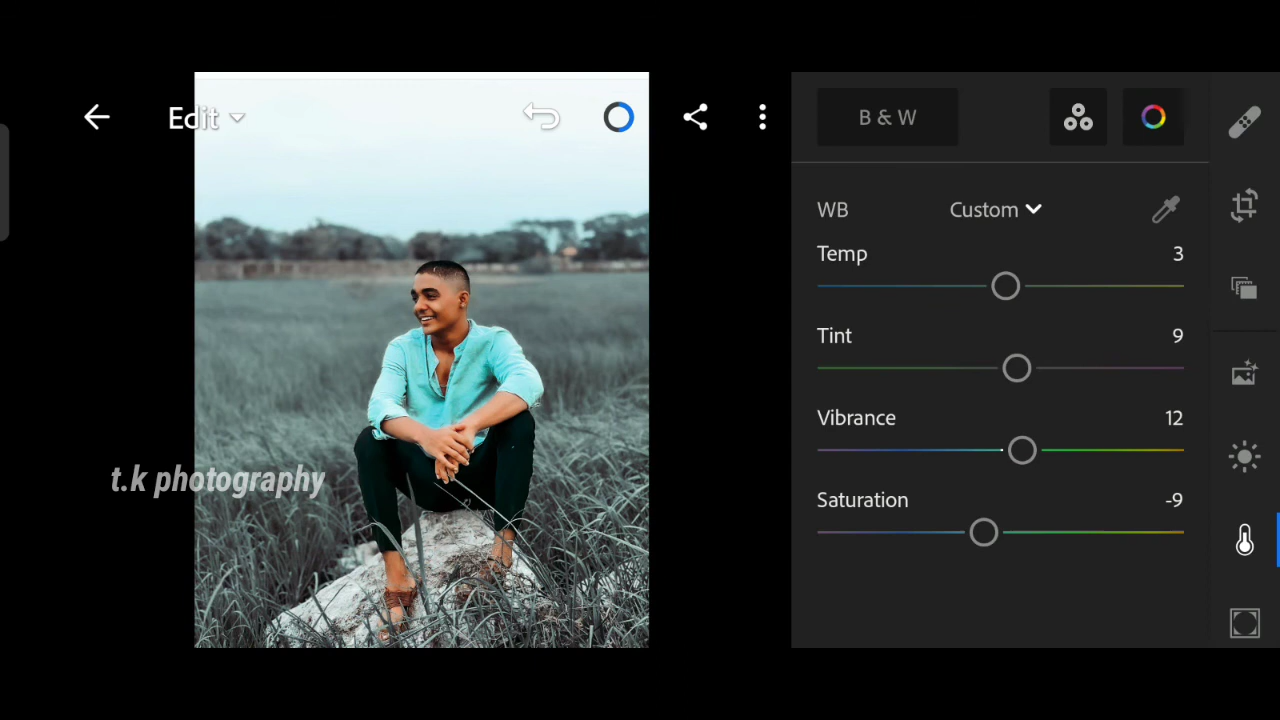 Edit
B & W
WB Custom
Temp 3
Tint 9
Vibrance 12
Saturation -9
t.k photography